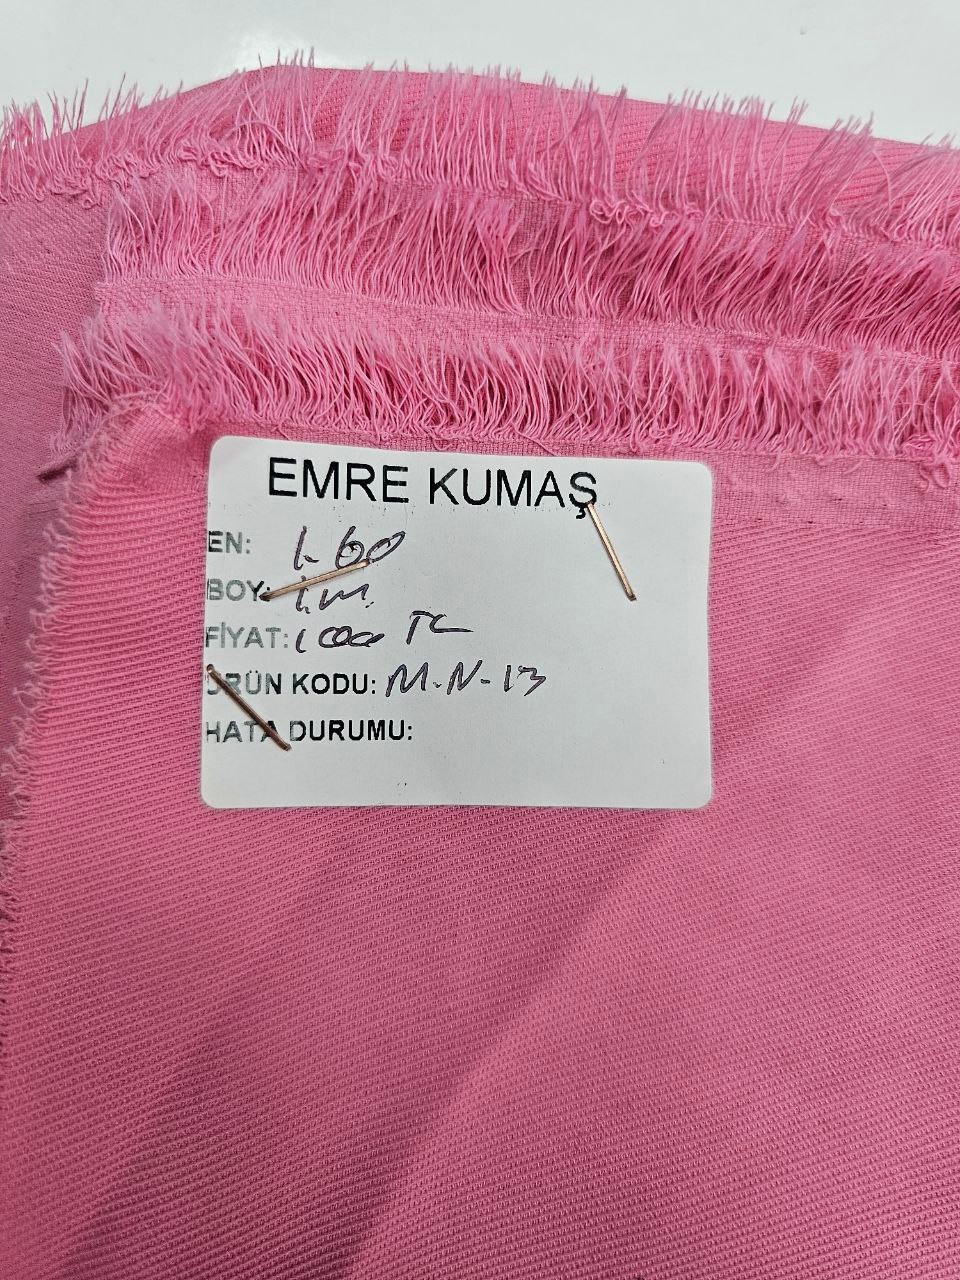 EMRE KUMAŞ
EN: 1.60
BOY: 1.m.
FİYAT: 1000 TL
ÜRÜN KODU: M.N-13
HATA DURUMU: